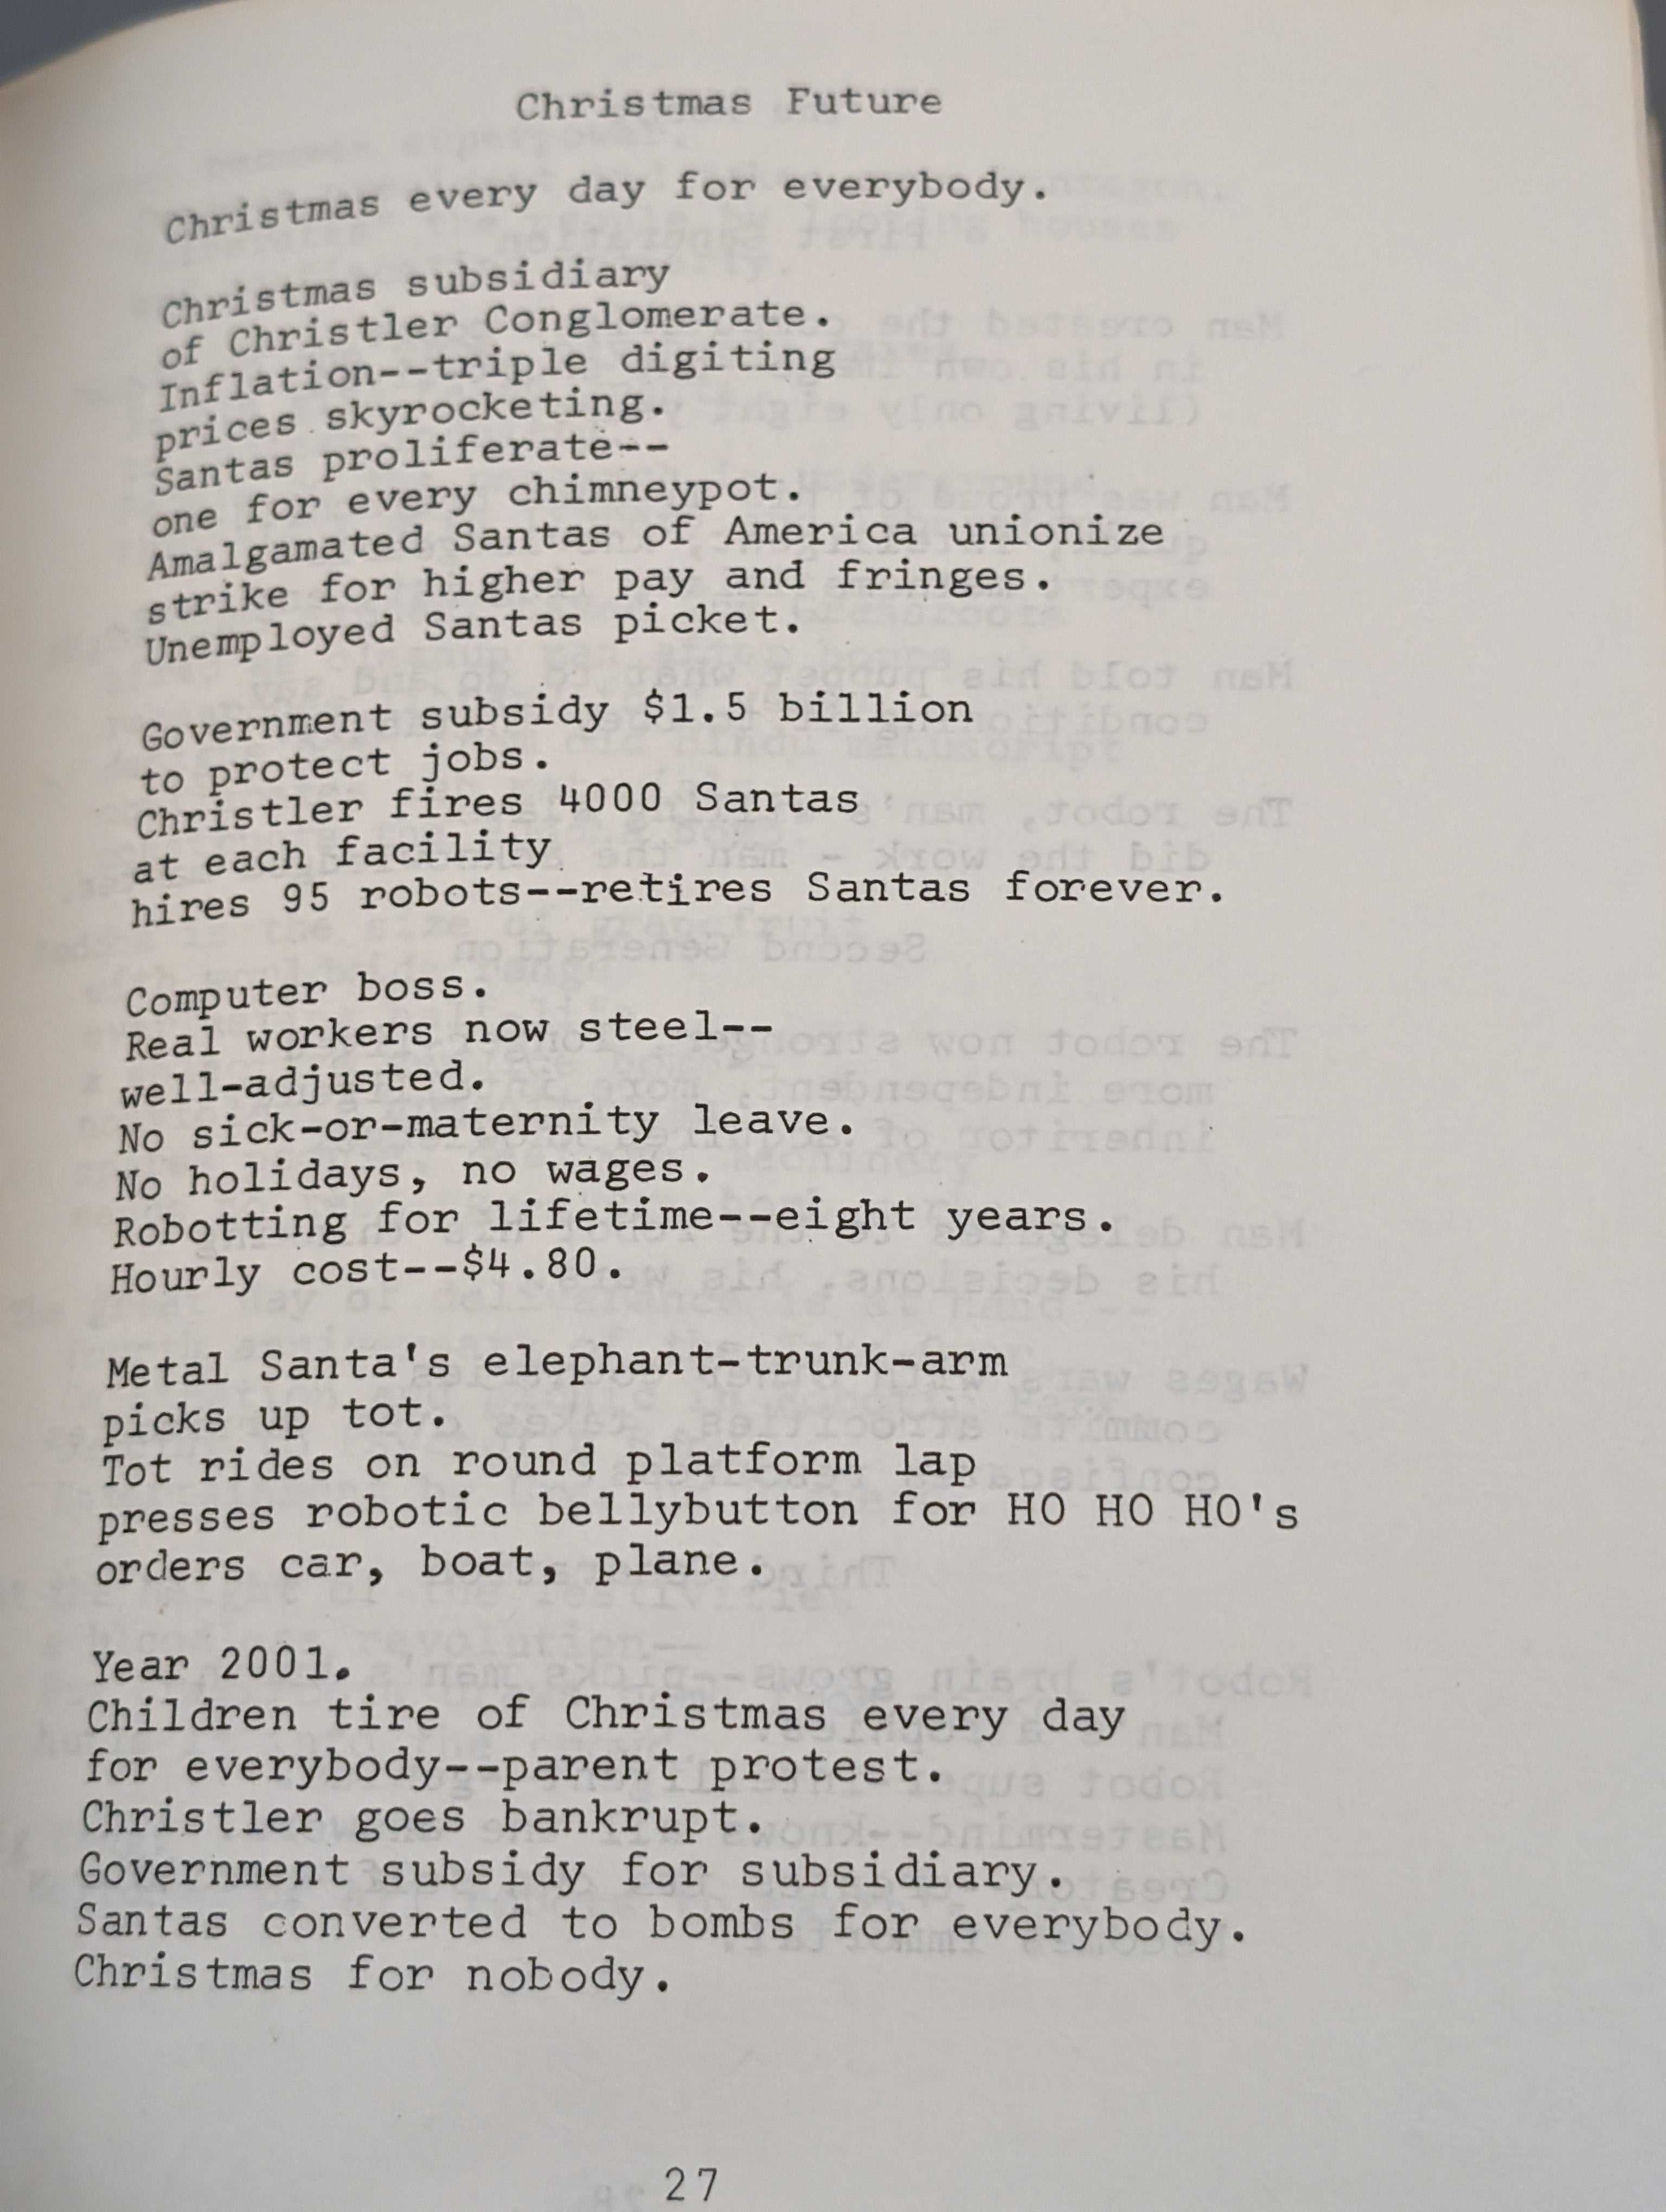 Christmas Future
Christmas every day for everybody.
Christmas subsidiary
of Christler Conglomerate.
Inflation--triple digiting
prices skyrocketing.
Santas proliferate--
one for every chimneypot.
Amalgamated Santas of America unionize
strike for higher pay and fringes.
Unemployed Santas picket.
Government subsidy $1.5 billion
to protect jobs.
Christler fires 4000 Santas
at each facility
hires 95 robots--retires Santas forever.
Computer boss.
Real workers now steel--
well-adjusted.
No sick-or-maternity leave.
No holidays, no wages.
Robotting for lifetime--eight years.
Hourly cost--$4.80.
Metal Santa's elephant-trunk-arm
picks up tot.
Tot rides on round platform lap
presses robotic bellybutton for HO HO HO's
orders car, boat, plane.
Year 2001.
Children tire of Christmas every day
for everybody--parent protest.
Christler goes bankrupt.
Government subsidy for subsidiary.
Santas converted to bombs for everybody.
Christmas for nobody.
27